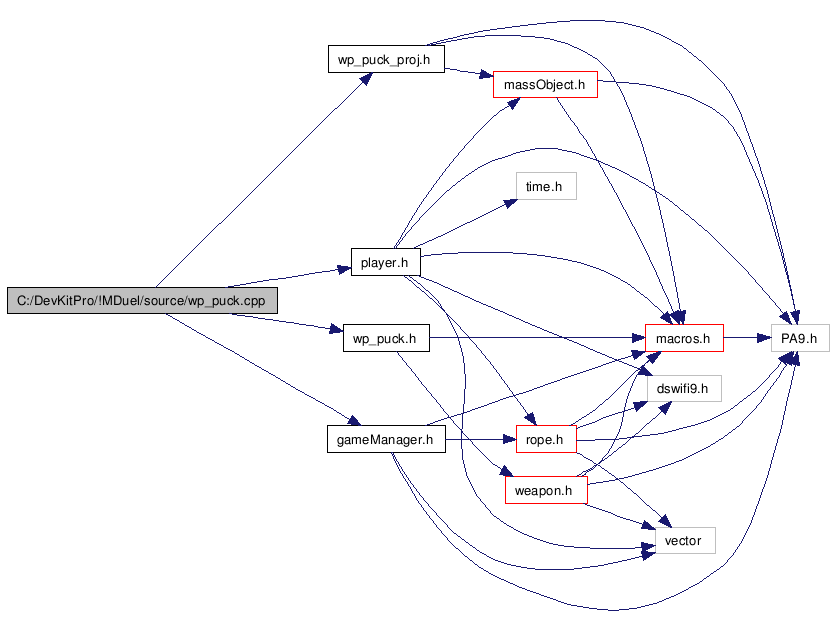 wp_puck_proj.h
massObject.h
time.h
player.h
C:/DevKitPro/!MDuel/source/wp_puck.cpp
wp_puck.h
macros.h
PA9.h
dswifi9.h
gameManager.h
rope.h
weapon.h
vector